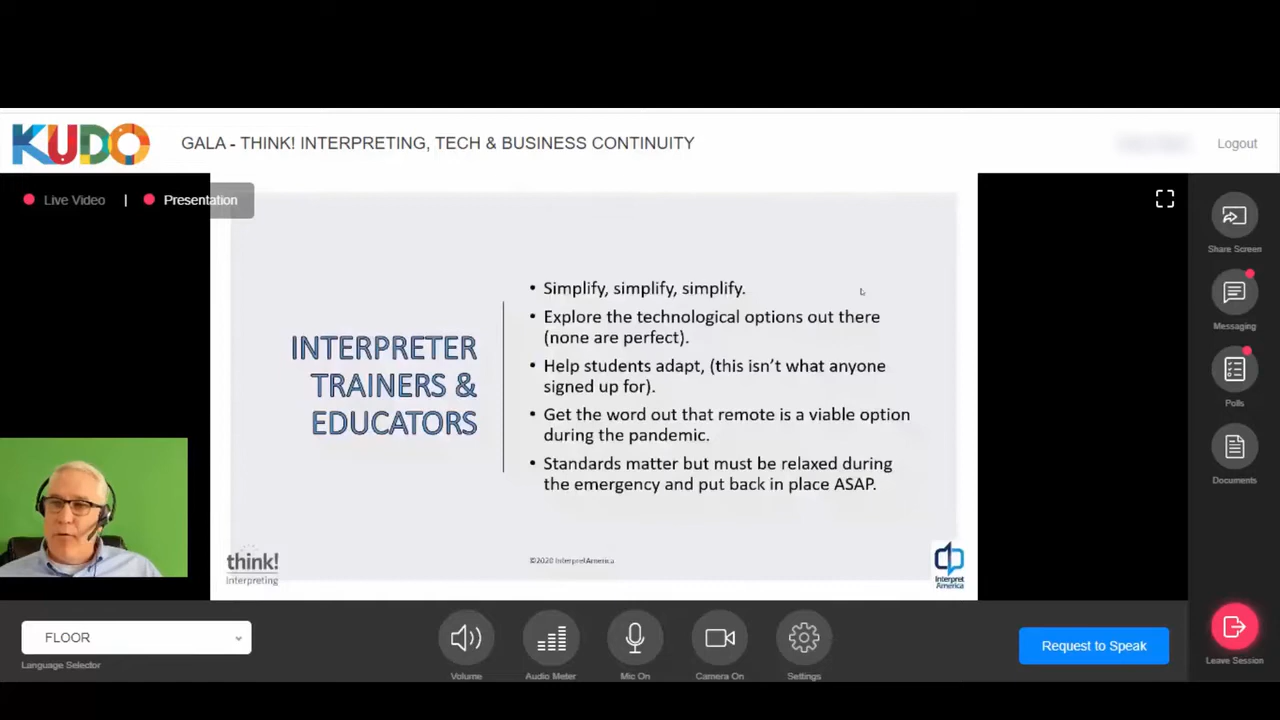 KUDO
GALA - THINK! INTERPRETING, TECH & BUSINESS CONTINUITY
Logout
Live Video | Presentation
Share Screen
Messaging
Polls
Documents
INTERPRETER
TRAINERS &
EDUCATORS
• Simplify, simplify, simplify.
• Explore the technological options out there
(none are perfect).
• Help students adapt, (this isn't what anyone
signed up for).
• Get the word out that remote is a viable option
during the pandemic.
• Standards matter but must be relaxed during
the emergency and put back in place ASAP.
think!
interpreting
©2020 InterpretAmerica
Interpret
America
FLOOR
Language Selector
Volume
Audio Meter
Mic On
Camera On
Settings
Request to Speak
Leave Session